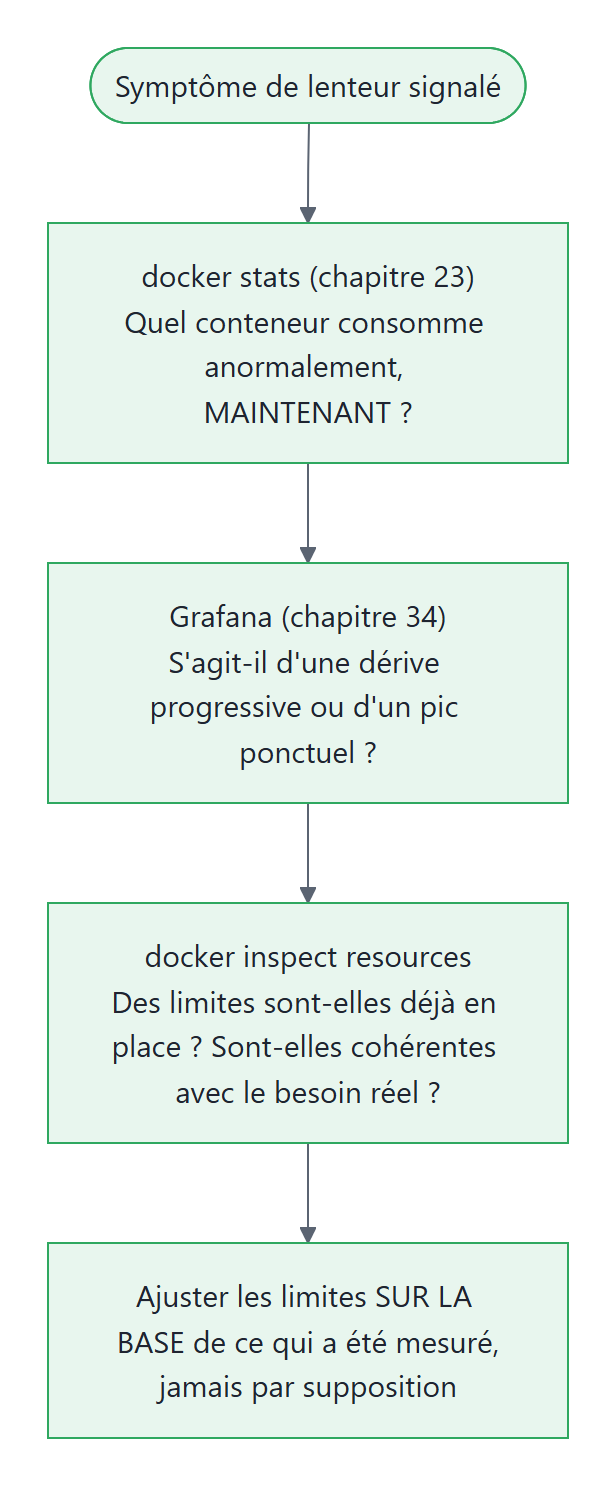 Symptôme de lenteur signalé
docker stats (chapitre 23)
Quel conteneur consomme
anormalement,
MAINTENANT ?
Grafana (chapitre 34)
S'agit-il d'une dérive
progressive ou d'un pic
ponctuel ?
docker inspect resources
Des limites sont-elles déjà en
place ? Sont-elles cohérentes
avec le besoin réel ?
Ajuster les limites SUR LA
BASE de ce qui a été mesuré,
jamais par supposition